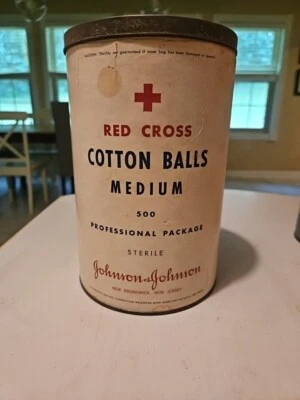 RED CROSS
COTTON BALLS
MEDIUM
500
PROFESSIONAL PACKAGE
STERILE
Johnson & Johnson
NEW BRUNSWICK, NEW JERSEY